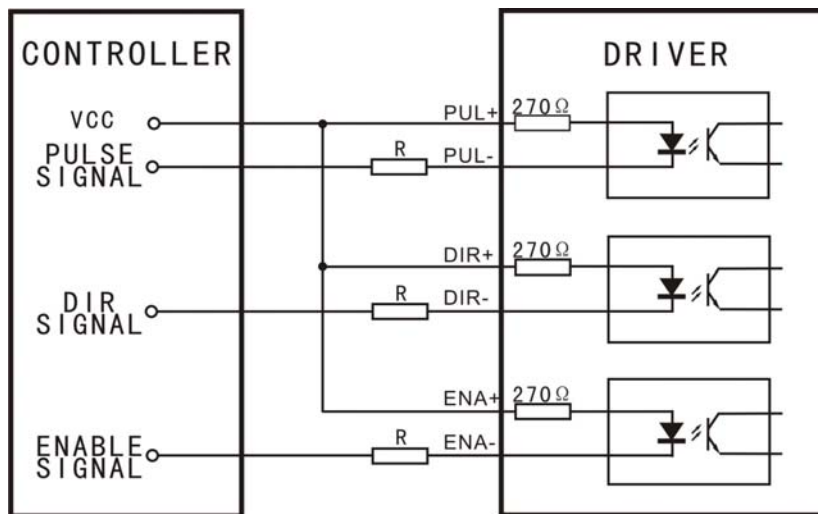 CONTROLLER
DRIVER
VCC
PUL+
270Ω
PULSE
SIGNAL
R
PUL-
DIR+
270Ω
DIR
SIGNAL
R
DIR-
ENA+
270Ω
ENABLE
SIGNAL
R
ENA-